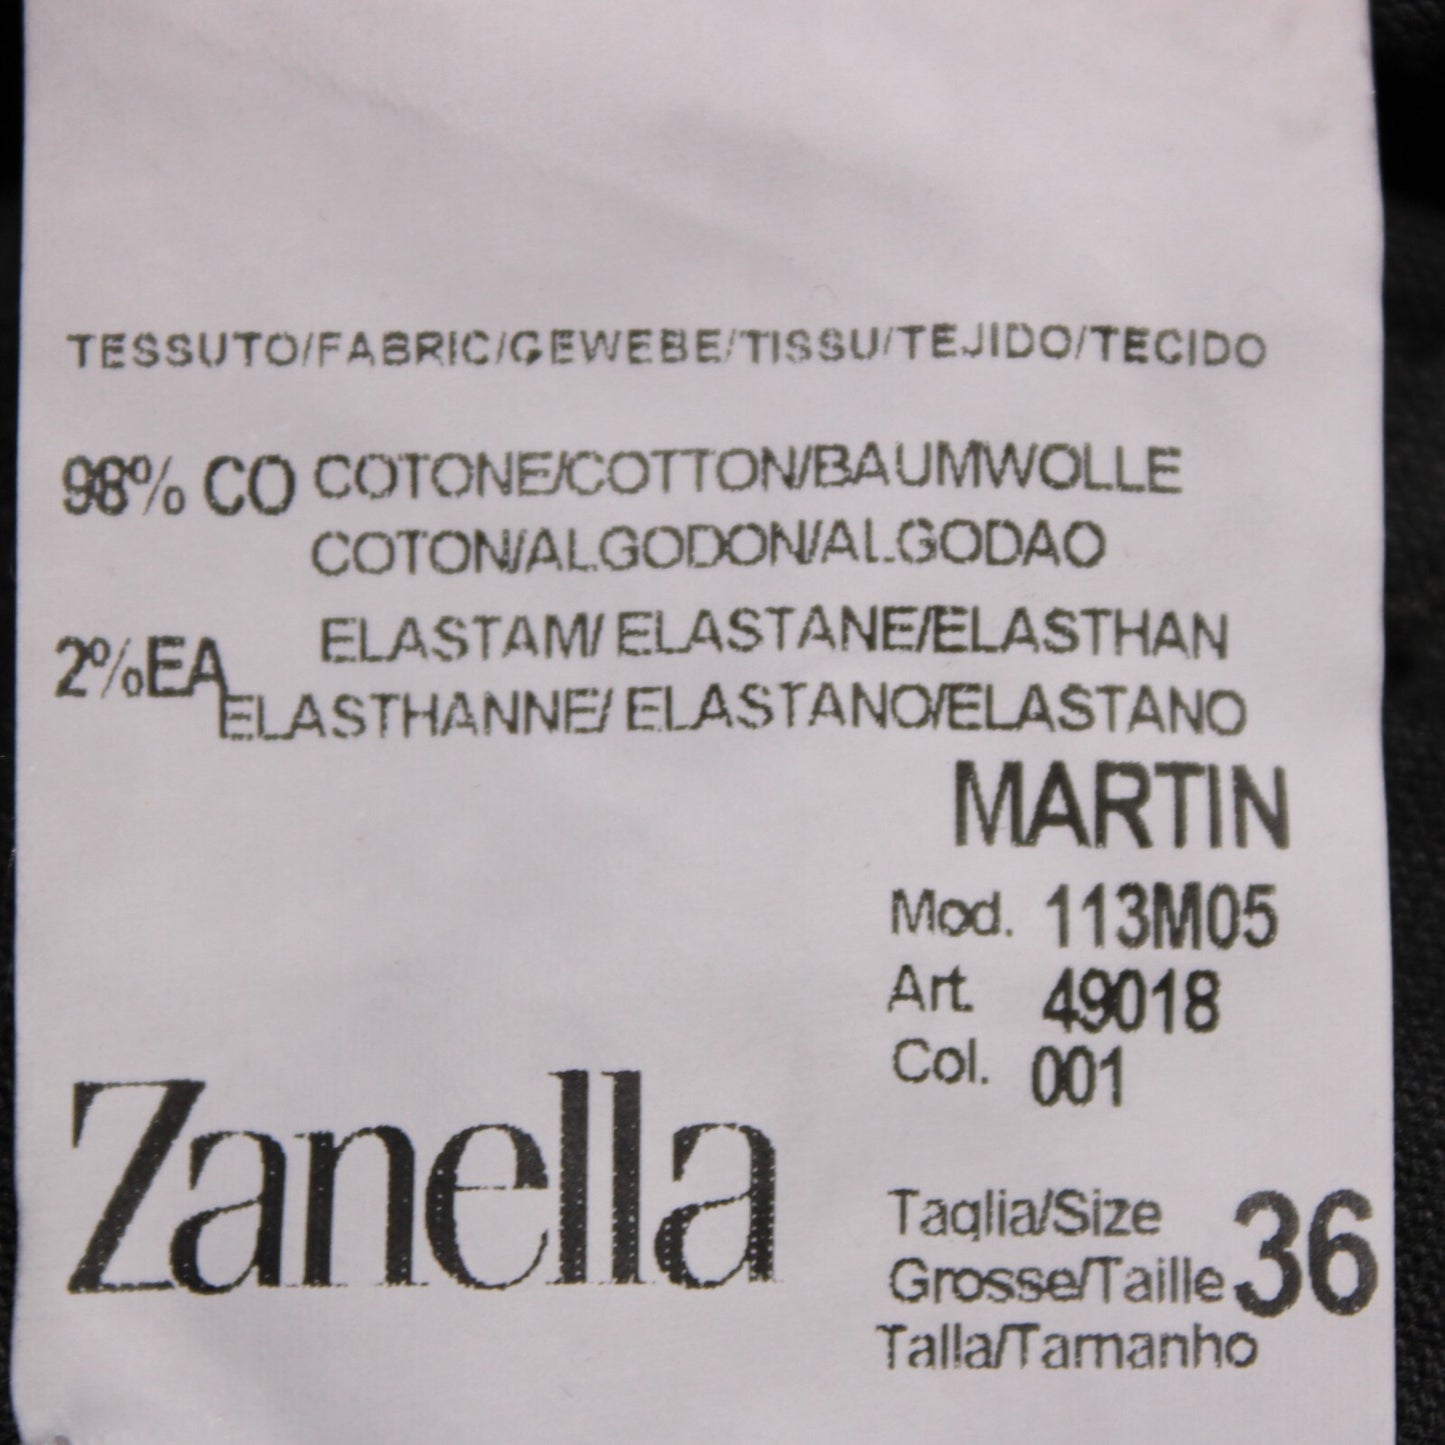 TESSUTO/FABRIC/GEWEBE/TISSU/TEJIDO/TECIDO
98% CO COTONE/COTTON/BAUMWOLLE
COTON/ALGODON/ALGODAO
2%EA ELASTAM/ ELASTANE/ELASTHAN
ELASTHANNE/ ELASTANO/ELASTANO
MARTIN
Mod. 113M05
Art. 49018
Col. 001
Zanella
Taglia/Size
Grosse/Taille 36
Talla/Tamanho